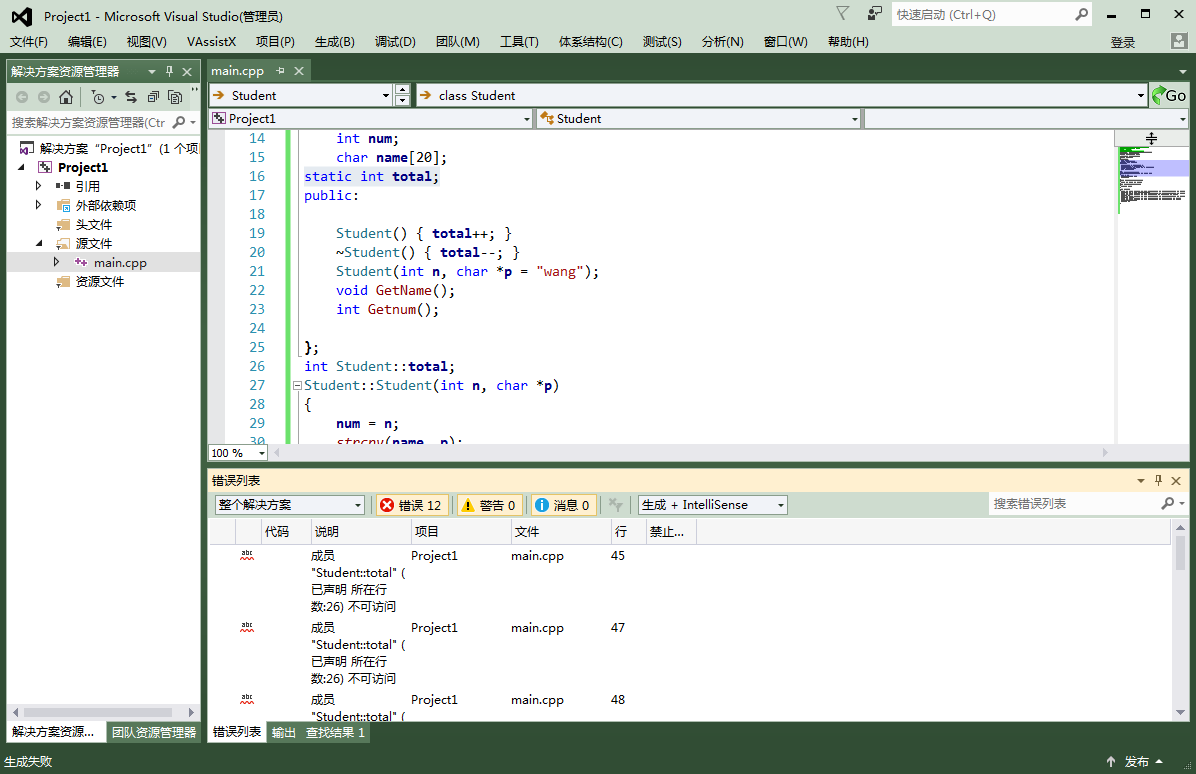 Project1 - Microsoft Visual Studio(管理员)
快速启动 (Ctrl+Q)
文件(F) 编辑(E) 视图(V) VAssistX 项目(P) 生成(B) 调试(D) 团队(M) 工具(T) 体系结构(C) 测试(S) 分析(N) 窗口(W) 帮助(H) 登录
解决方案资源管理器
搜索解决方案资源管理器(Ctr
解决方案 "Project1" (1 个项
Project1
引用
外部依赖项
头文件
源文件
main.cpp
资源文件
解决方案资源... 团队资源管理器
main.cpp
Student class Student Go
Project1 Student
14 int num;
15 char name[20];
16 static int total;
17 public:
18
19 Student() { total++; }
20 ~Student() { total--; }
21 Student(int n, char *p = "wang");
22 void GetName();
23 int Getnum();
24
25 };
26 int Student::total;
27 Student::Student(int n, char *p)
28 {
29 num = n;
30 strcpy(name, p);
100 %
错误列表
整个解决方案 错误 12 警告 0 消息 0 生成 + IntelliSense 搜索错误列表
代码 说明 项目 文件 行 禁止...
abc 成员 Project1 main.cpp 45
"Student::total" (
已声明 所在行
数:26) 不可访问
abc 成员 Project1 main.cpp 47
"Student::total" (
已声明 所在行
数:26) 不可访问
abc 成员 Project1 main.cpp 48
"Student::total" (
错误列表 输出 查找结果 1
生成失败 发布